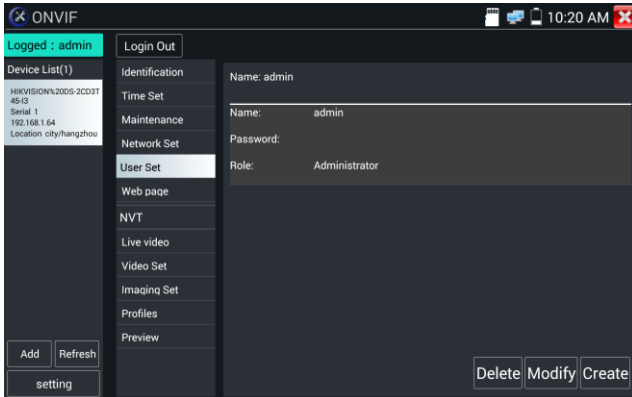 ONVIF
10:20 AM
Logged : admin
Login Out
Device List(1)
HIKVISION%20DS-2CD3T
45-I3
Serial 1
192.168.1.64
Location city/hangzhou
Add
Refresh
setting
Identification
Time Set
Maintenance
Network Set
User Set
Web page
NVT
Live video
Video Set
Imaging Set
Profiles
Preview
Name: admin
Name: admin
Password:
Role: Administrator
Delete Modify Create